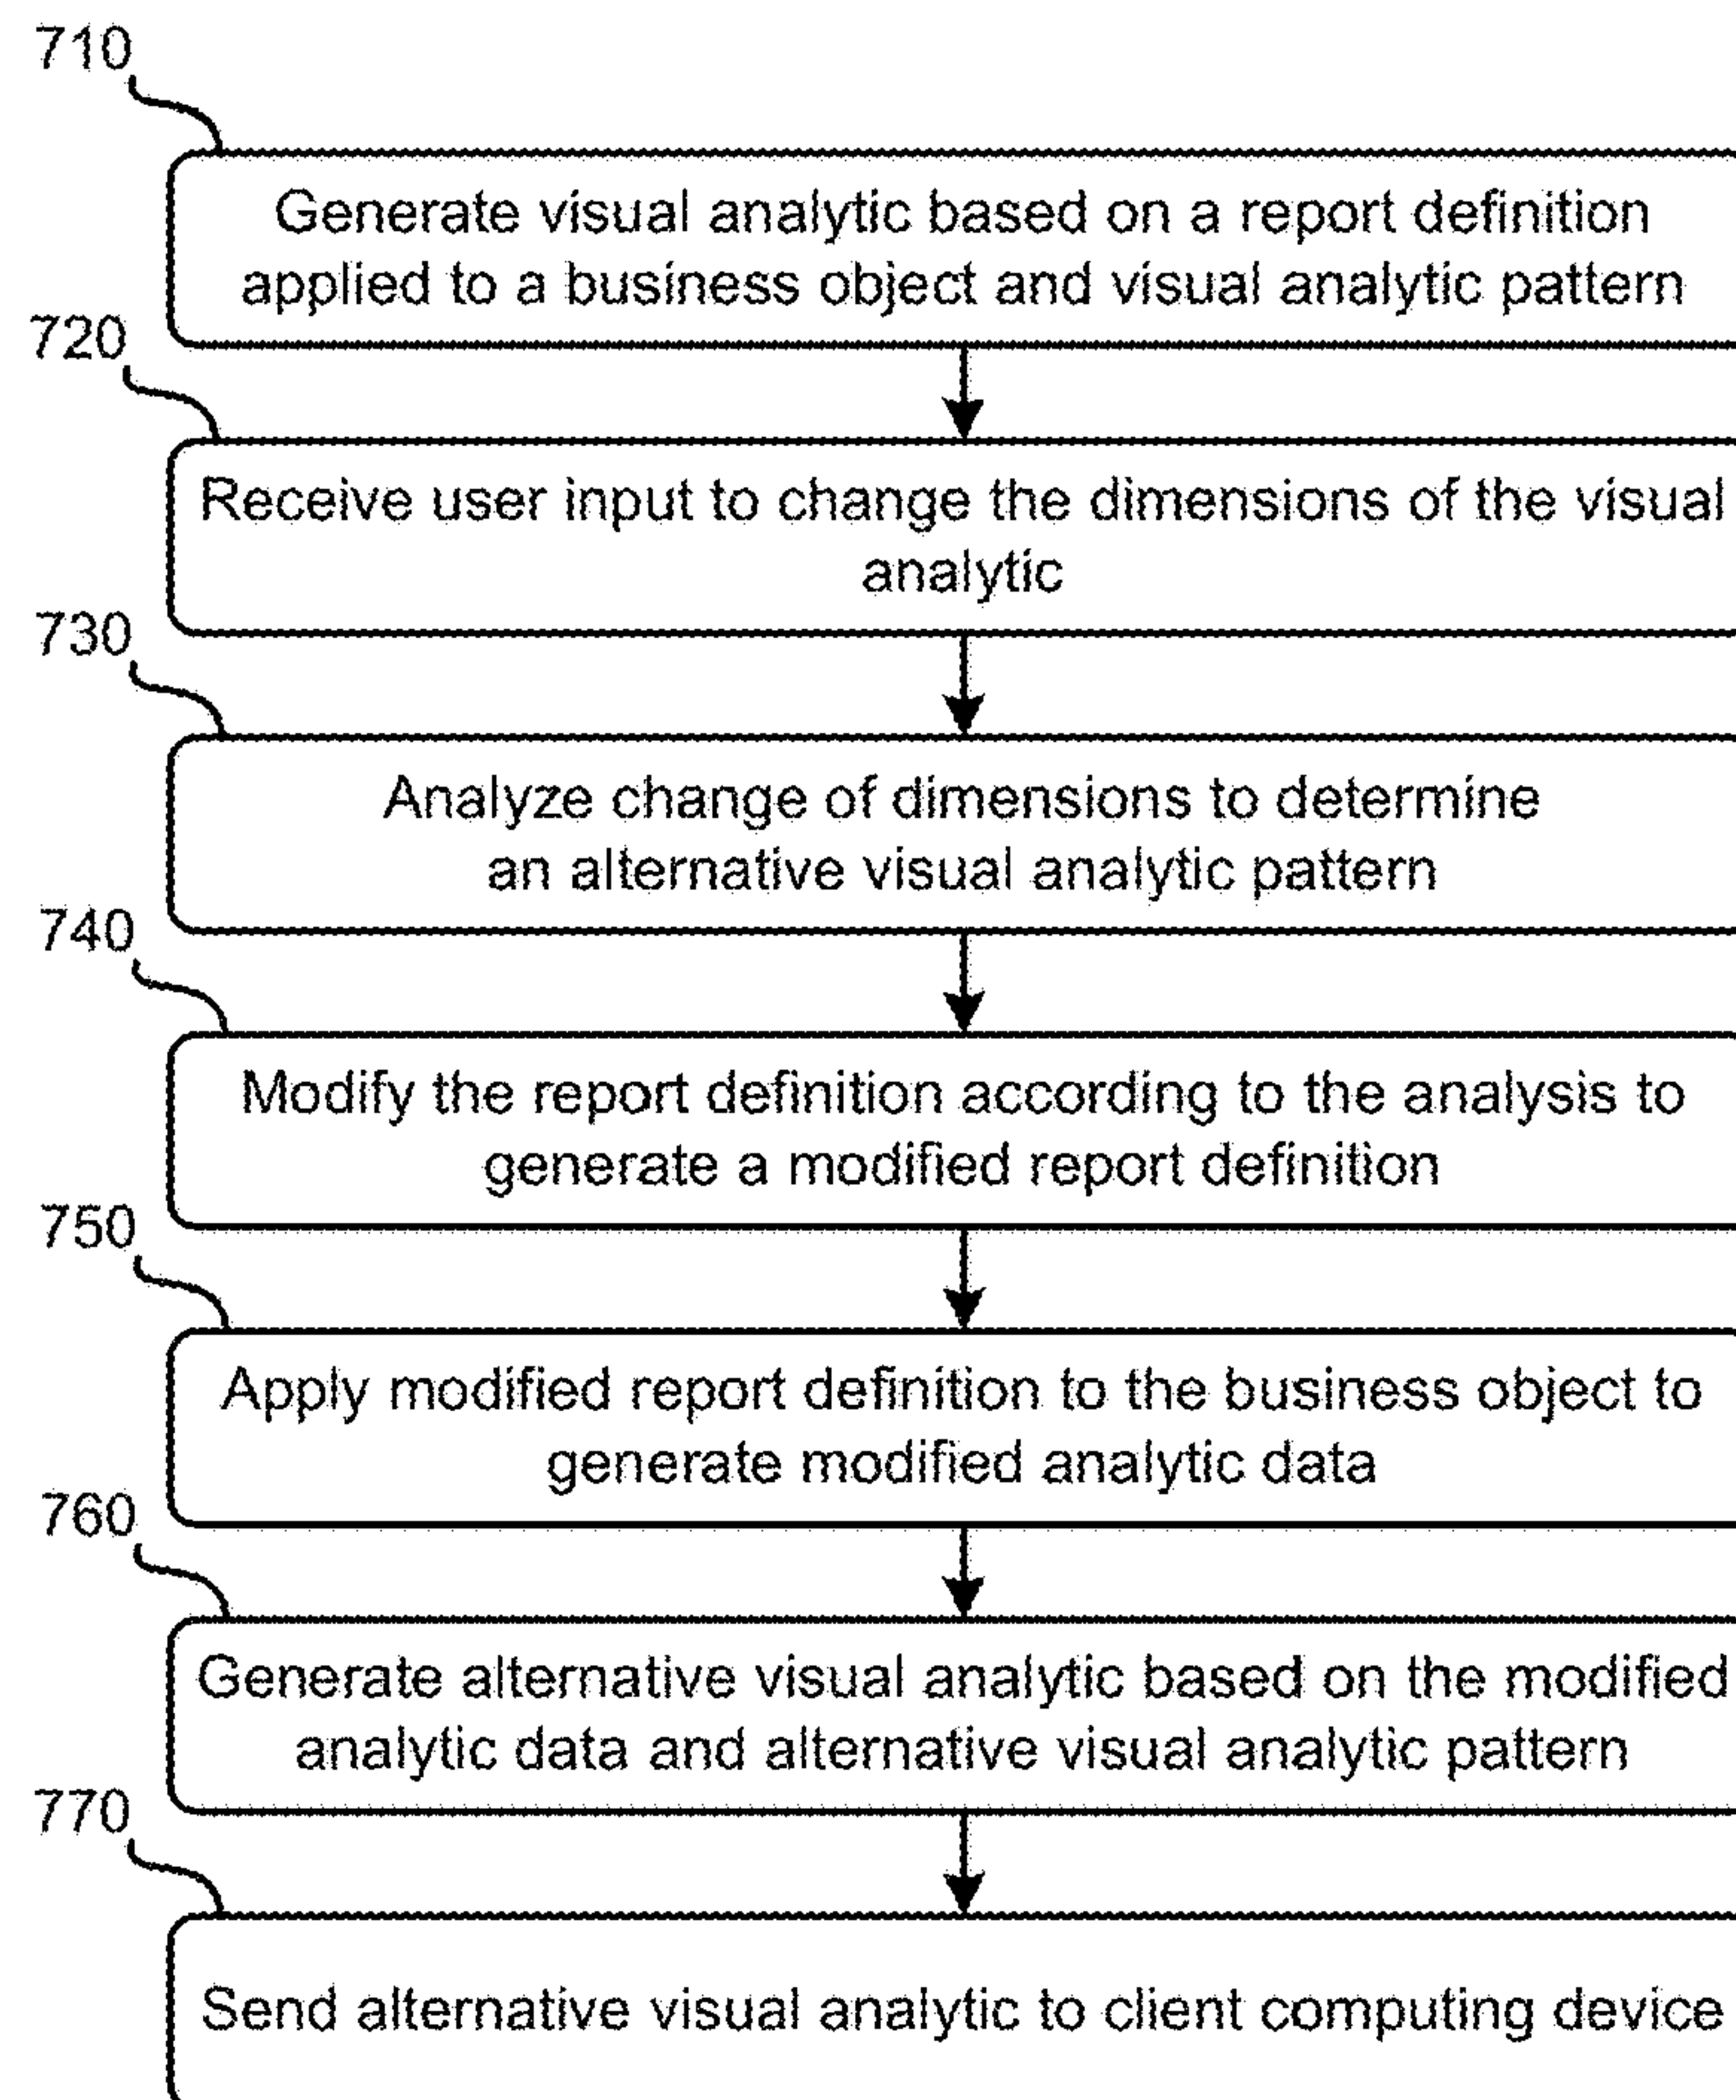 710
Generate visual analytic based on a report definition
applied to a business object and visual analytic pattern
720
Receive user input to change the dimensions of the visual
analytic
730
Analyze change of dimensions to determine
an alternative visual analytic pattern
740
Modify the report definition according to the analysis to
generate a modified report definition
750
Apply modified report definition to the business object to
generate modified analytic data
760
Generate alternative visual analytic based on the modified
analytic data and alternative visual analytic pattern
770
Send alternative visual analytic to client computing device